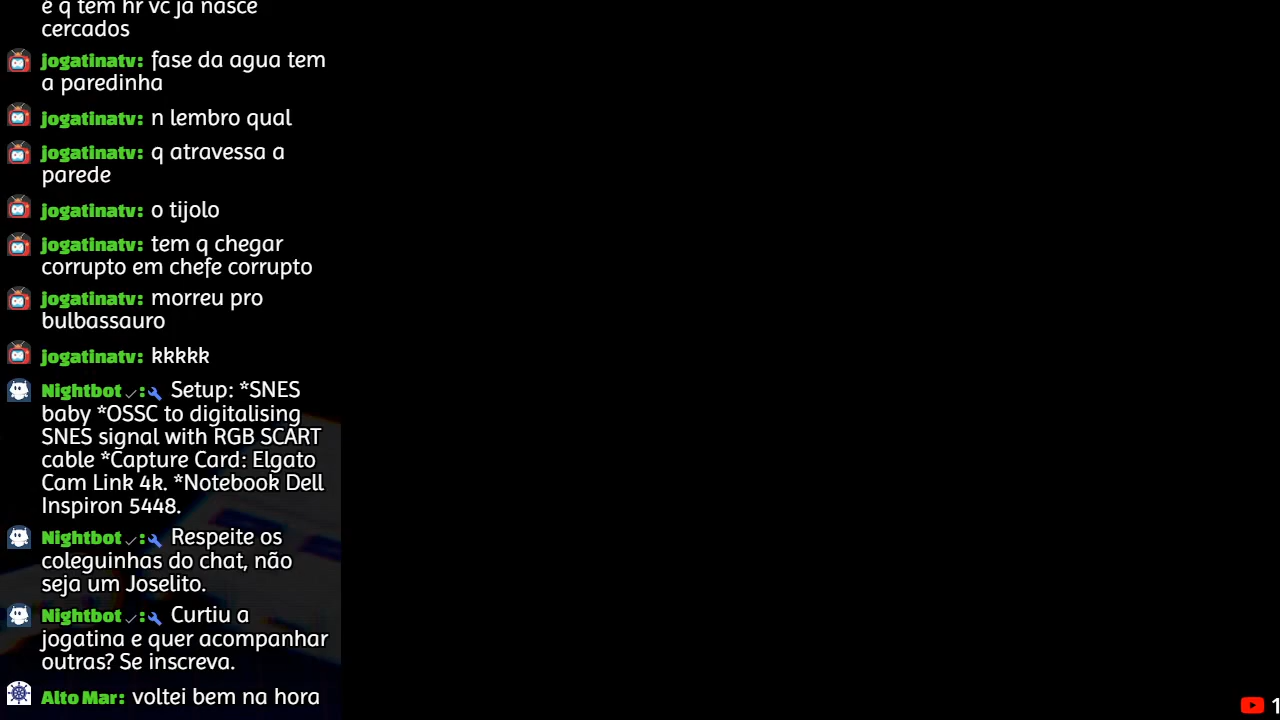 e q tem hr vc já nasce
cercados
jogatinatv: fase da agua tem
a paredinha
jogatinatv: n lembro qual
jogatinatv: q atravessa a
parede
jogatinatv: o tijolo
jogatinatv: tem q chegar
corrupto em chefe corrupto
jogatinatv: morreu pro
bulbassauro
jogatinatv: kkkkk
Nightbot ✓:🔧 Setup: *SNES
baby *OSSC to digitalising
SNES signal with RGB SCART
cable *Capture Card: Elgato
Cam Link 4k. *Notebook Dell
Inspiron 5448.
Nightbot ✓:🔧 Respeite os
coleguinhas do chat, não
seja um Joselito.
Nightbot ✓:🔧 Curtiu a
jogatina e quer acompanhar
outras? Se inscreva.
Alto Mar: voltei bem na hora
1